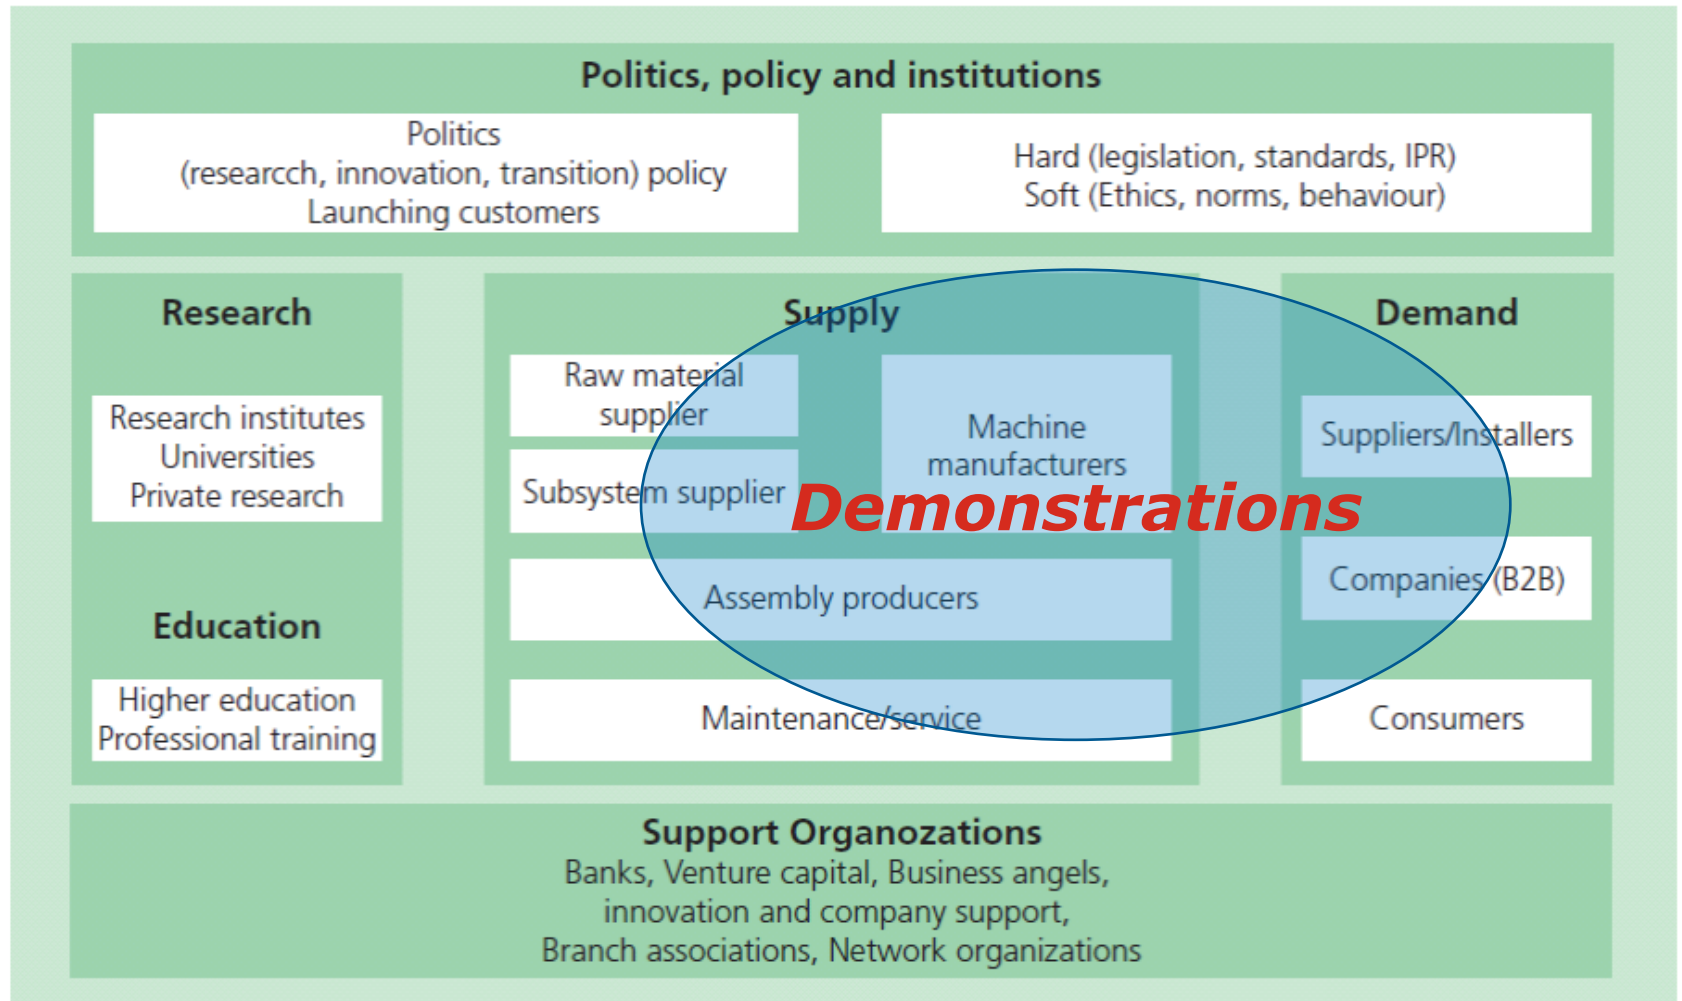 Politics, policy and institutions
Politics
(researcch, innovation, transition) policy
Launching customers
Hard (legislation, standards, IPR)
Soft (Ethics, norms, behaviour)
Research
Research institutes
Universities
Private research
Education
Higher education
Professional training
Supply
Raw material
supplier
Subsystem supplier
Machine
manufacturers
Demonstrations
Assembly producers
Maintenance/service
Demand
Suppliers/Installers
Companies (B2B)
Consumers
Support Organozations
Banks, Venture capital, Business angels,
innovation and company support,
Branch associations, Network organizations